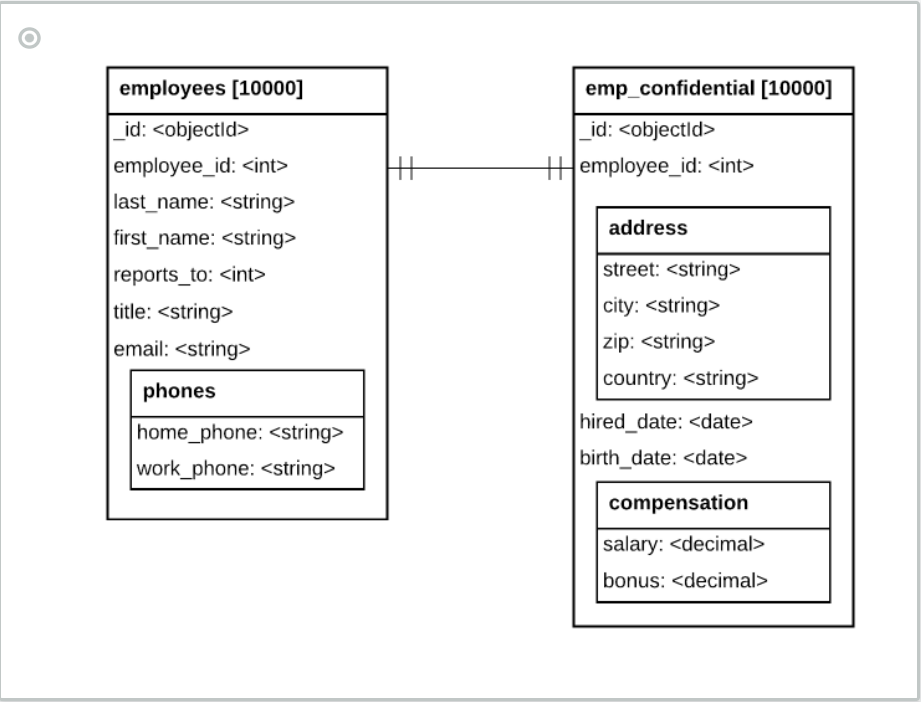 employees [10000]
_id: <objectId>
employee_id: <int>
last_name: <string>
first_name: <string>
reports_to: <int>
title: <string>
email: <string>
phones
home_phone: <string>
work_phone: <string>
emp_confidential [10000]
_id: <objectId>
employee_id: <int>
address
street: <string>
city: <string>
zip: <string>
country: <string>
hired_date: <date>
birth_date: <date>
compensation
salary: <decimal>
bonus: <decimal>